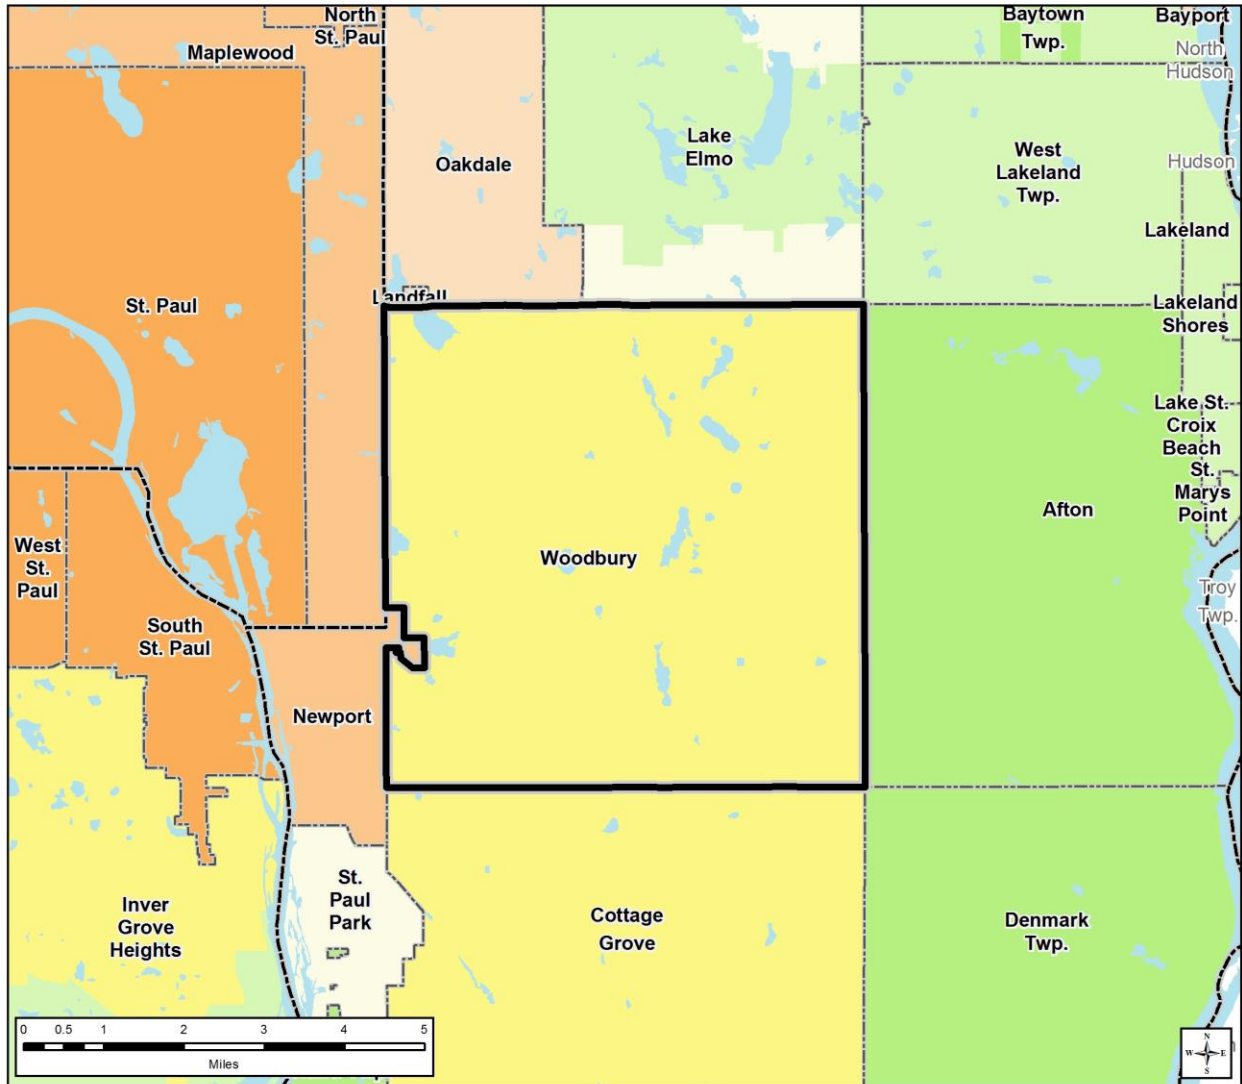 North
St. Paul
Maplewood
Baytown
Twp.
Bayport
North
Hudson
Oakdale
Lake
Elmo
West
Lakeland
Twp.
Hudson
Lakeland
St. Paul
Landfall
Lakeland
Shores
Lake St.
Croix
Beach
St.
Marys
Point
Afton
West
St.
Paul
Woodbury
Troy
Twp.
South
St. Paul
Newport
St.
Paul
Park
Inver
Grove
Heights
Cottage
Grove
Denmark
Twp.
0 0.5 1 2 3 4 5
Miles
N
W E
S